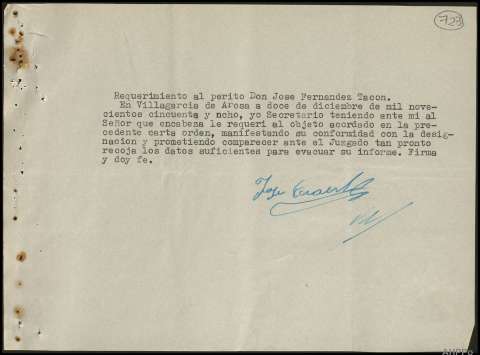 723
Requerimiento al perito Don Jose Fernandez Tacon.
En Villagarcia de Arosa a doce de diciembre de mil nove-
cientos cincuenta y ocho, yo Secretario teniendo ante mi al
SeÑor que encabeza le requeri al objeto acordado en la pre-
cedente carta orden, manifestando su conformidad con la desig-
nacion y prometiendo comparecer ante el Juzgado tan pronto
recoja los datos suficientes para evacuar su informe. Firma
y doy fe.
AHPPo